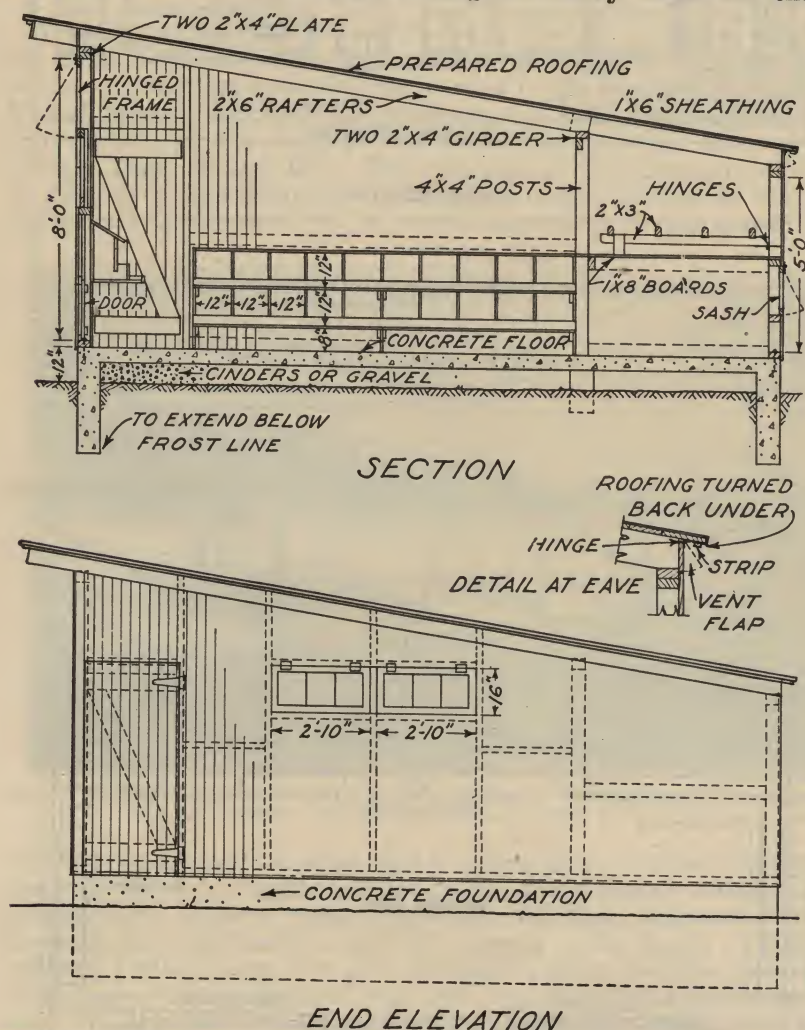 TWO 2"X4" PLATE
HINGED
FRAME
PREPARED ROOFING
2"X6" RAFTERS
1"X6" SHEATHING
TWO 2"X4" GIRDER
4"X4" POSTS
HINGES
2"X3"
8'-0"
5'-0"
12"
12" 12" 12" 12"
1"X8" BOARDS
DOOR
SASH
8"
CONCRETE FLOOR
12"
CINDERS OR GRAVEL
TO EXTEND BELOW
FROST LINE
SECTION
ROOFING TURNED
BACK UNDER
HINGE
STRIP
DETAIL AT EAVE
VENT
FLAP
16"
2'-10" 2'-10"
CONCRETE FOUNDATION
END ELEVATION